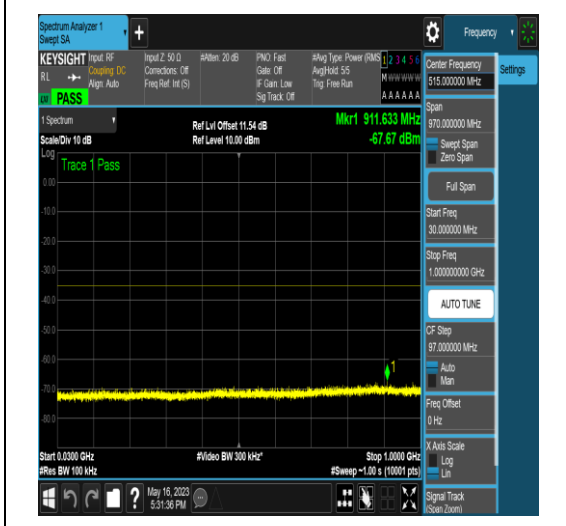 Spectrum Analyzer 1
Swept SA
+
Frequency
KEYSIGHT
RL
PASS
Input: RF
Coupling: DC
Align: Auto
Input Z: 50 Ω
Corrections: Off
Freq Ref: Int (S)
#Atten: 20 dB
PNO: Fast
Gate: Off
IF Gain: Low
Sig Track: Off
#Avg Type: Power (RMS
Avg|Hold: 5/5
Trig: Free Run
1 2 3 4 5 6
M W W W W W
A A A A A A
Center Frequency
515.000000 MHz
Settings
1 Spectrum
Scale/Div 10 dB
Ref Lvl Offset 11.54 dB
Ref Level 10.00 dBm
Mkr1 911.633 MHz
-67.67 dBm
Span
970.000000 MHz
Swept Span
Zero Span
Full Span
Start Freq
30.000000 MHz
Stop Freq
1.000000000 GHz
AUTO TUNE
CF Step
97.000000 MHz
Auto
Man
Freq Offset
0 Hz
X Axis Scale
Log
Lin
Signal Track
(Span Zoom)
Log
Trace 1 Pass
0.00
-10.0
-20.0
-30.0
-40.0
-50.0
-60.0
-70.0
-80.0
1
Start 0.0300 GHz
#Res BW 100 kHz
#Video BW 300 kHz*
Stop 1.0000 GHz
#Sweep ~1.00 s (10001 pts)
?
May 16, 2023
5:31:36 PM